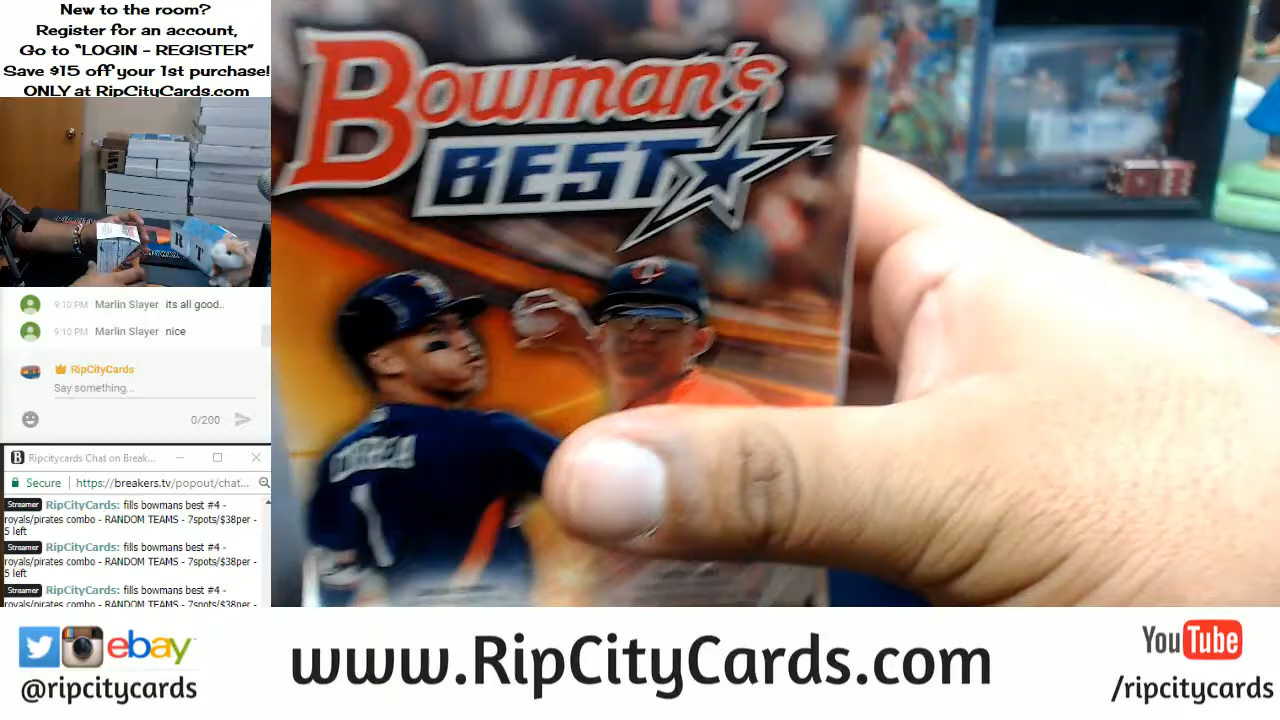 New to the room?
Register for an account,
Go to "LOGIN - REGISTER"
Save $15 off your 1st purchase!
ONLY at RipCityCards.com
Bowman's
BEST
CORREA
1
R T
9:10 PM Marlin Slayer its all good..
9:10 PM Marlin Slayer nice
RipCityCards
Say something...
0/200
B Ripcitycards Chat on Break...
Secure https://breakers.tv/popout/chat...
Streamer RipCityCards: fills bowmans best #4 -
royals/pirates combo - RANDOM TEAMS - 7spots/$38per -
5 left
Streamer RipCityCards: fills bowmans best #4 -
royals/pirates combo - RANDOM TEAMS - 7spots/$38per -
5 left
Streamer RipCityCards: fills bowmans best #4 -
royals/pirates combo - RANDOM TEAMS - 7spots/$38per -
ebay
@ripcitycards
www.RipCityCards.com
YouTube
/ripcitycards